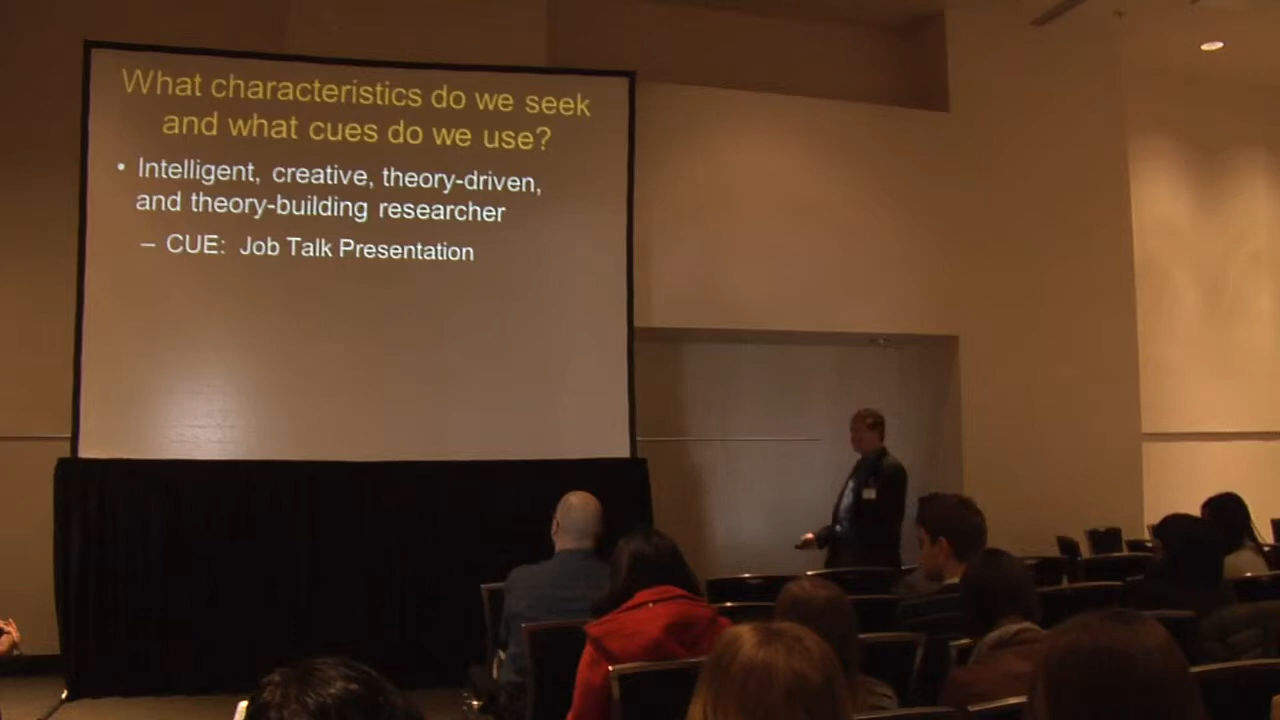 What characteristics do we seek
and what cues do we use?
• Intelligent, creative, theory-driven,
and theory-building researcher
– CUE: Job Talk Presentation